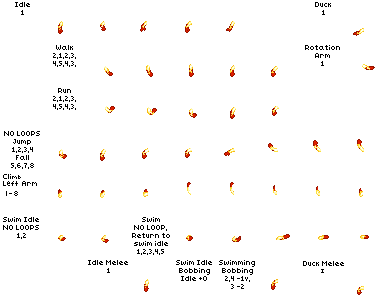 Idle
1
Duck
1
Walk
2,1,2,3,
4,5,4,3,
Rotation
Arm
1
Run
2,1,2,3,
4,5,4,3,
NO LOOPS
Jump
1,2,3,4
Fall
5,6,7,8
Climb
Left Arm
1-8
Swim Idle
NO LOOPS
1,2
Swim
NO LOOP,
Return to
swim idle
1,2,3,4,5
Swim Idle
Bobbing
Idle +0
Swimming
Bobbing
2,4 -1v,
3 -2
Idle Melee
1
Duck Melee
1